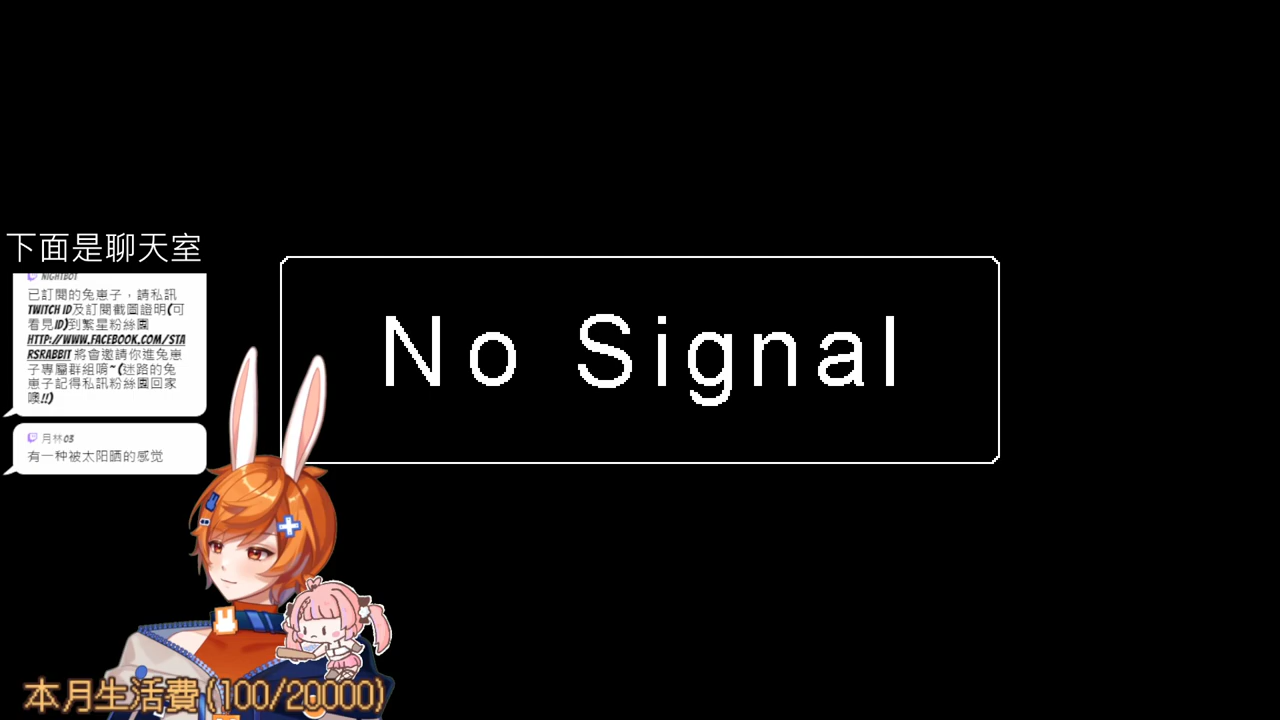 下面是聊天室
NIGHTBOT
已訂閱的兔崽子，請私訊
TWITCH ID及訂閱截圖證明(可
看見ID)到繁星粉絲團
HTTP://WWW.FACEBOOK.COM/STA
RSRABBIT 將會邀請你進兔崽
子專屬群組唷~(迷路的兔
崽子記得私訊粉絲團回家
噢!!)
月林03
有一种被太阳晒的感觉
No Signal
本月生活費(100/20000)